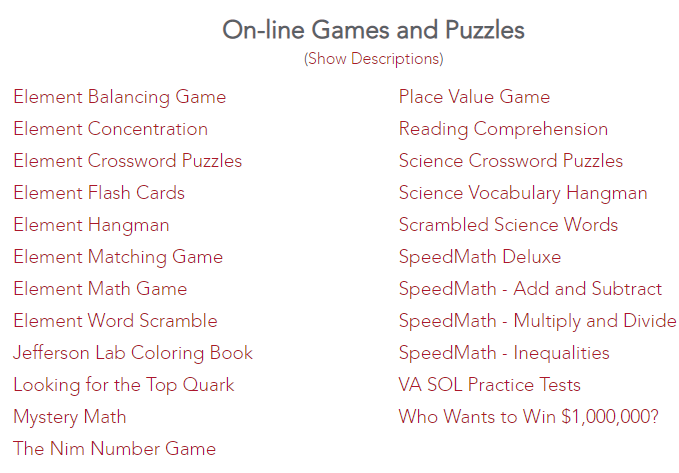 On-line Games and Puzzles
(Show Descriptions)
Element Balancing Game
Element Concentration
Element Crossword Puzzles
Element Flash Cards
Element Hangman
Element Matching Game
Element Math Game
Element Word Scramble
Jefferson Lab Coloring Book
Looking for the Top Quark
Mystery Math
The Nim Number Game
Place Value Game
Reading Comprehension
Science Crossword Puzzles
Science Vocabulary Hangman
Scrambled Science Words
SpeedMath Deluxe
SpeedMath - Add and Subtract
SpeedMath - Multiply and Divide
SpeedMath - Inequalities
VA SOL Practice Tests
Who Wants to Win $1,000,000?